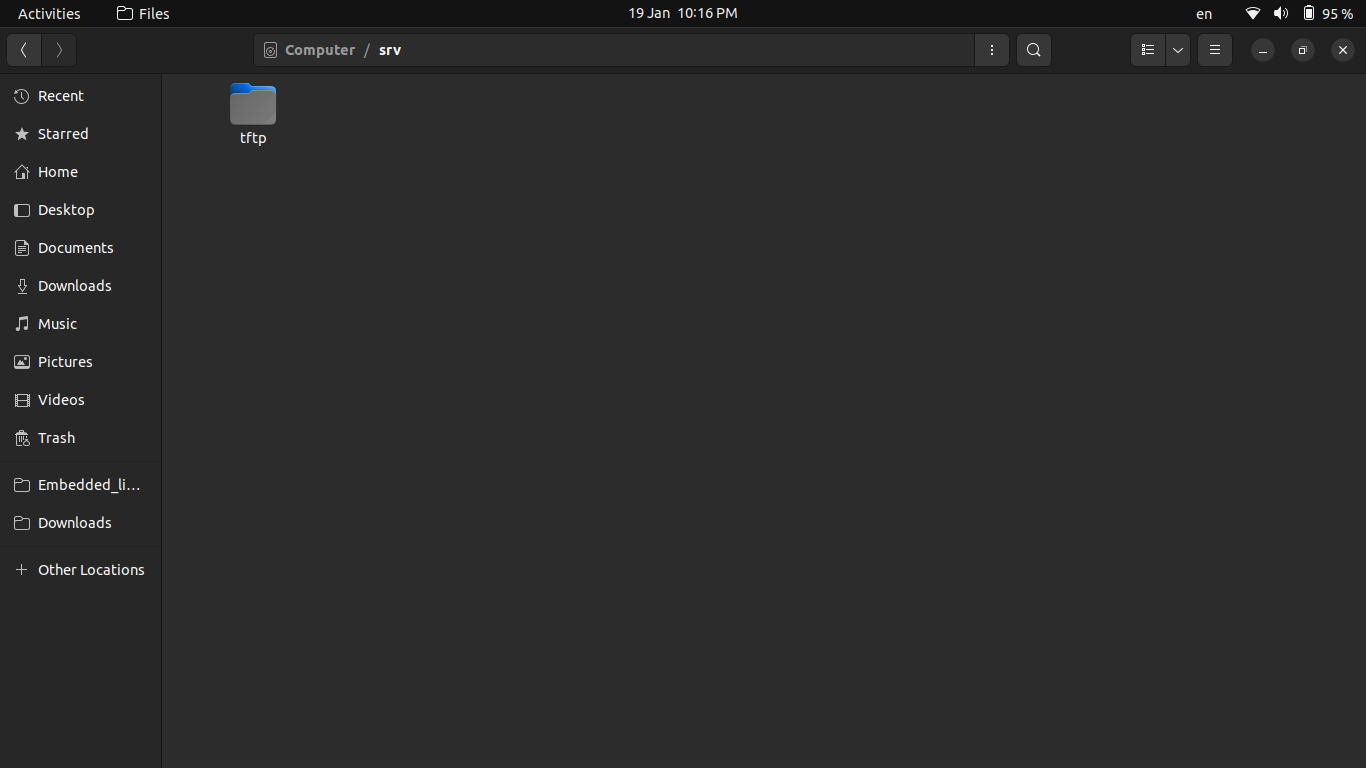 Activities Files 19 Jan 10:16 PM en 95 %
Computer / srv
Recent
Starred
Home
Desktop
Documents
Downloads
Music
Pictures
Videos
Trash
Embedded_li...
Downloads
Other Locations
tftp